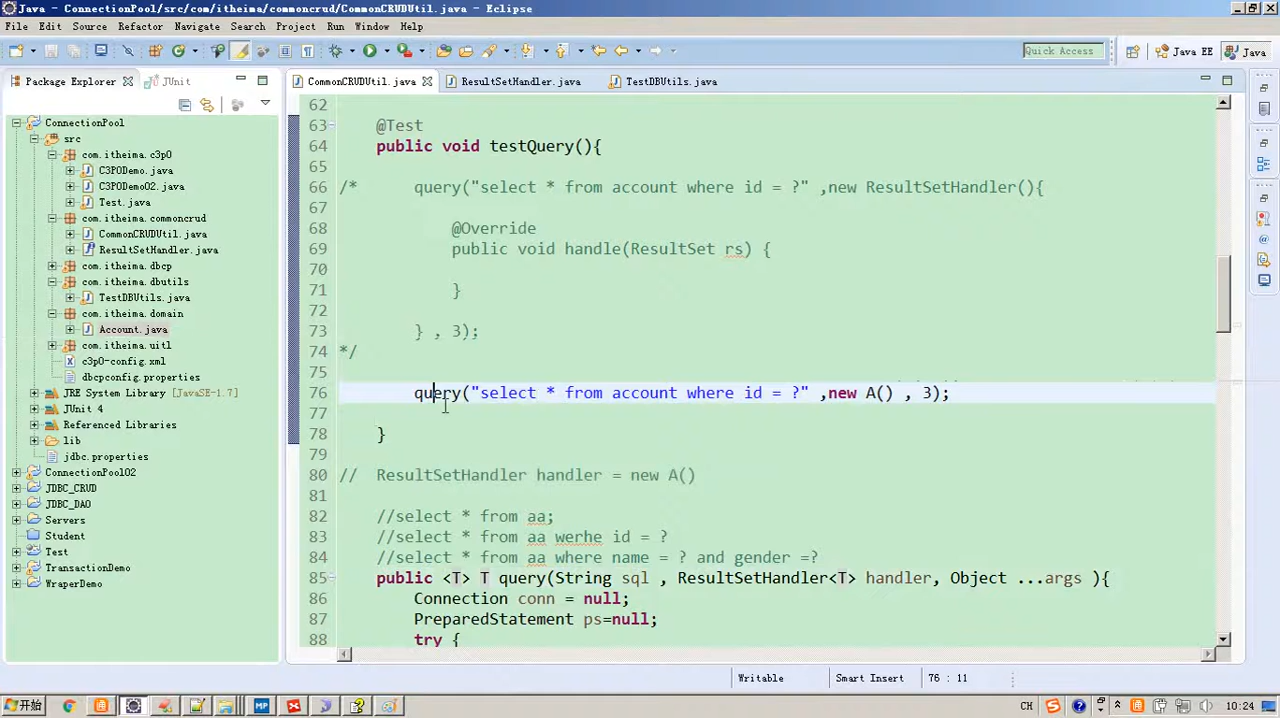 Java - ConnectionPool/src/com/itheima/commoncrud/CommonCRUDUtil.java - Eclipse
File Edit Source Refactor Navigate Search Project Run Window Help
Quick Access
Java EE
Java
Package Explorer
JUnit
CommonCRUDUtil.java
ResultSetHandler.java
TestDBUtils.java
ConnectionPool
src
com.itheima.c3p0
C3P0Demo.java
C3PODemo02.java
Test.java
com.itheima.commoncrud
CommonCRUDUtil.java
ResultSetHandler.java
com.itheima.dbcp
com.itheima.dbutils
TestDBUtils.java
com.itheima.domain
Account.java
com.itheima.uitl
c3p0-config.xml
dbcpconfig.properties
JRE System Library [JavaSE-1.7]
JUnit 4
Referenced Libraries
lib
jdbc.properties
ConnectionPool02
JDBC_CRUD
JDBC_DAO
Servers
Student
Test
TransactionDemo
WraperDemo
62
63 @Test
64 public void testQuery(){
65
66 /* query("select * from account where id = ?" ,new ResultSetHandler(){
67
68 @Override
69 public void handle(ResultSet rs) {
70
71 }
72
73 } , 3);
74 */
75
76 query("select * from account where id = ?" ,new A() , 3);
77
78 }
79
80 // ResultSetHandler handler = new A()
81
82 //select * from aa;
83 //select * from aa werhe id = ?
84 //select * from aa where name = ? and gender =?
85 public <T> T query(String sql , ResultSetHandler<T> handler, Object ...args ){
86 Connection conn = null;
87 PreparedStatement ps=null;
88 try {
Writable
Smart Insert
76 : 11
开始
CH
10:24